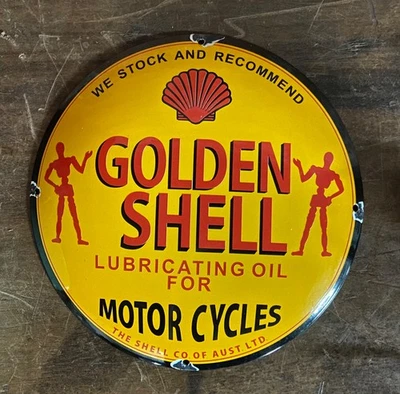 WE STOCK AND RECOMMEND
GOLDEN
SHELL
LUBRICATING OIL
FOR
MOTOR CYCLES
THE SHELL CO OF AUST. LTD.